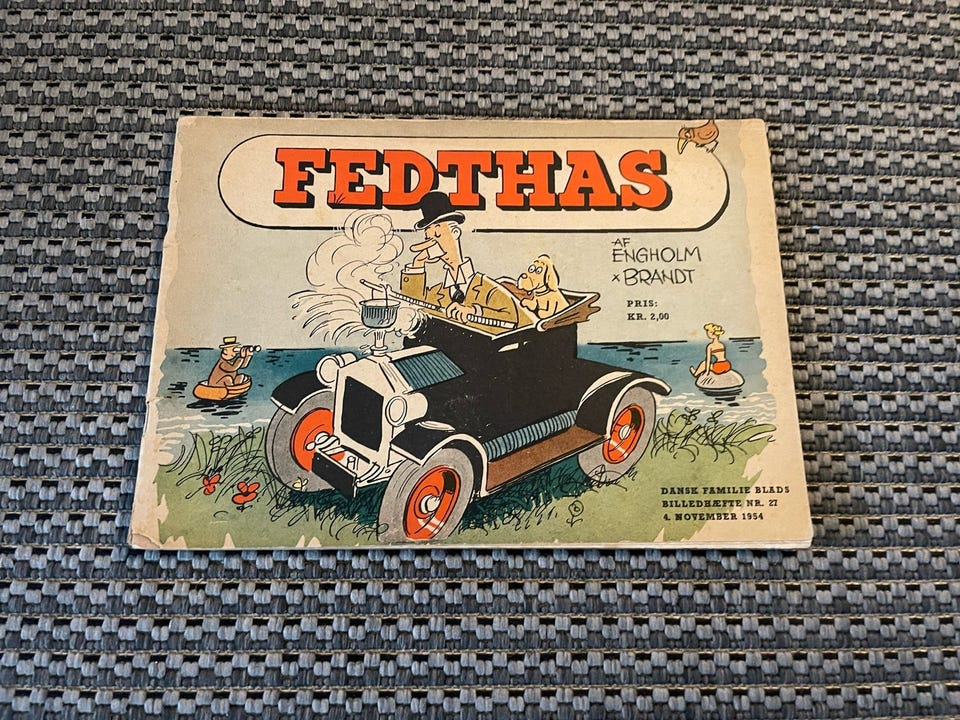 FEDTHAS
AF
ENGHOLM
x BRANDT
PRIS:
KR. 2,00
DANSK FAMILIE BLADS
BILLEDHÆFTE NR. 27
4. NOVEMBER 1954